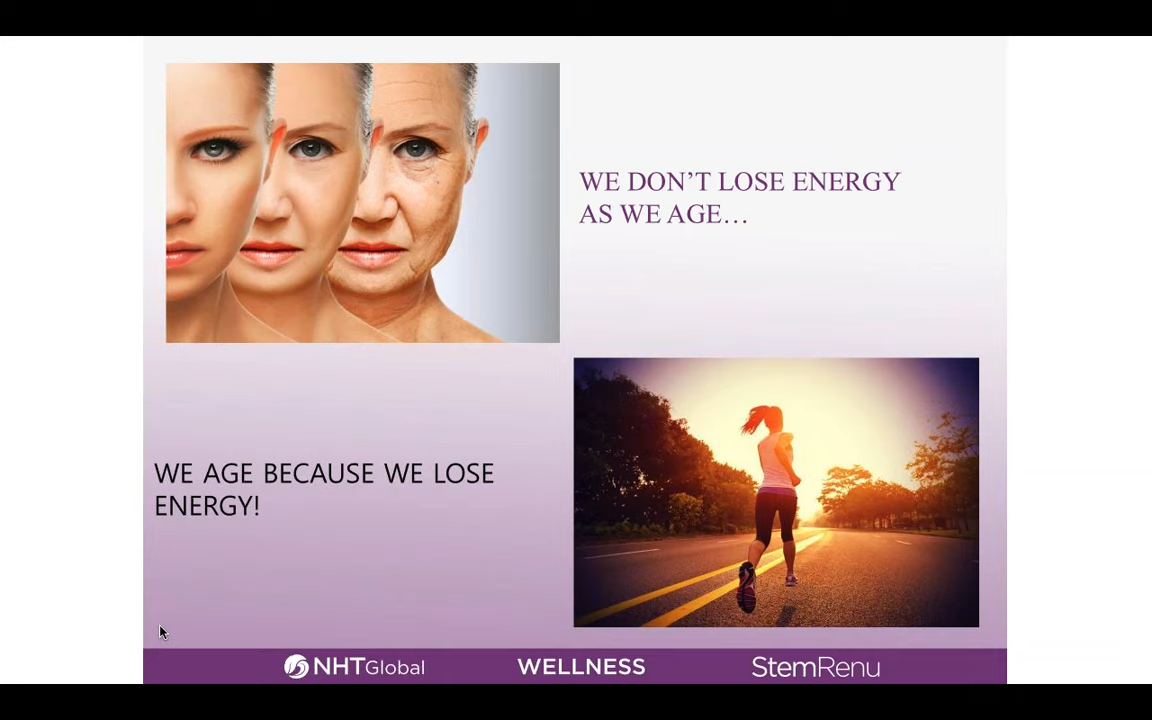 WE DON’T LOSE ENERGY
AS WE AGE…
WE AGE BECAUSE WE LOSE
ENERGY!
NHTGlobal
WELLNESS
StemRenu